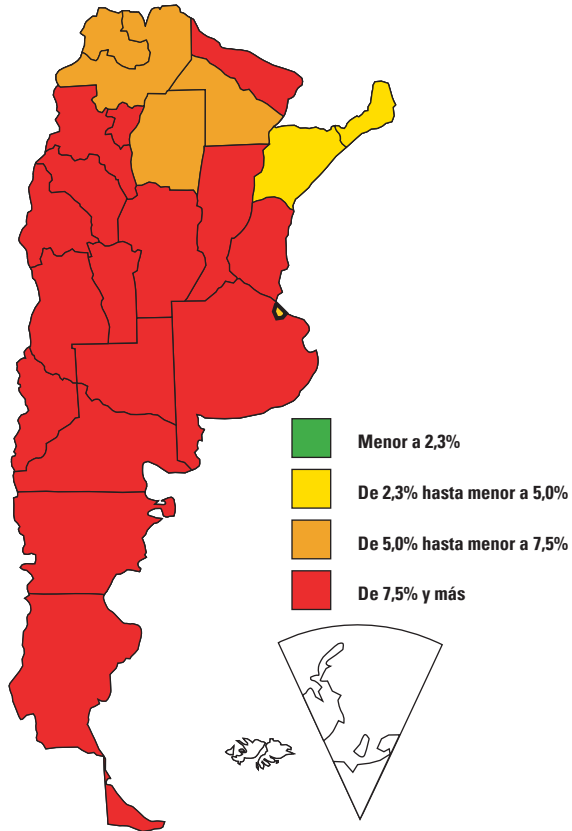 Menor a 2,3%
De 2,3% hasta menor a 5,0%
De 5,0% hasta menor a 7,5%
De 7,5% y más